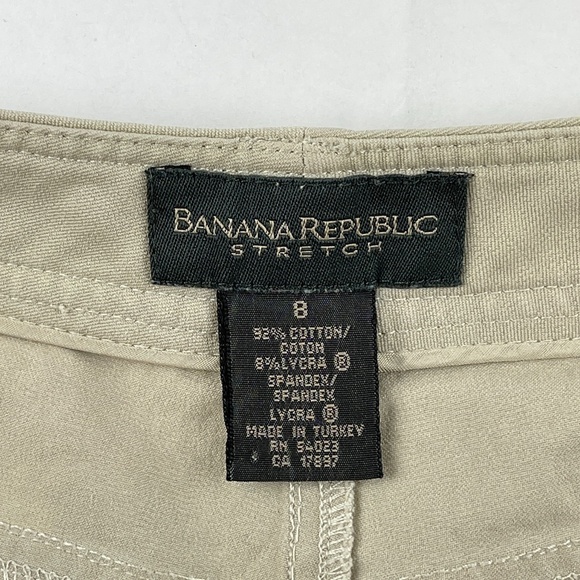 BANANA REPUBLIC
STRETCH
8
92% COTTON/
COTON
8% LYCRA ®
SPANDEX/
SPANDEX
LYCRA ®
MADE IN TURKEY
RN 54023
CA 17897